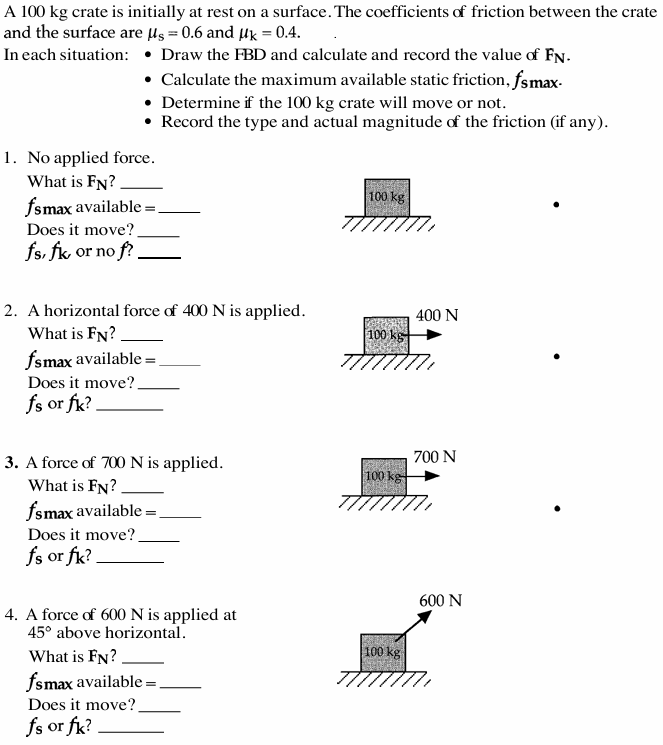 A 100 kg crate is initially at rest on a surface. The coefficients of friction between the crate
and the surface are μs = 0.6 and μk = 0.4.
In each situation: • Draw the FBD and calculate and record the value of FN.
• Calculate the maximum available static friction, fsmax.
• Determine if the 100 kg crate will move or not.
• Record the type and actual magnitude of the friction (if any).
1. No applied force.
What is FN? _____
fsmax available = _____
Does it move? _____
fs, fk, or no f? _____
100 kg
2. A horizontal force of 400 N is applied.
What is FN? _____
fsmax available = _____
Does it move? _____
fs or fk? ________
400 N
100 kg
3. A force of 700 N is applied.
What is FN? _____
fsmax available = _____
Does it move? _____
fs or fk? ________
700 N
100 kg
4. A force of 600 N is applied at
45° above horizontal.
What is FN? _____
fsmax available = _____
Does it move? _____
fs or fk? ________
600 N
100 kg